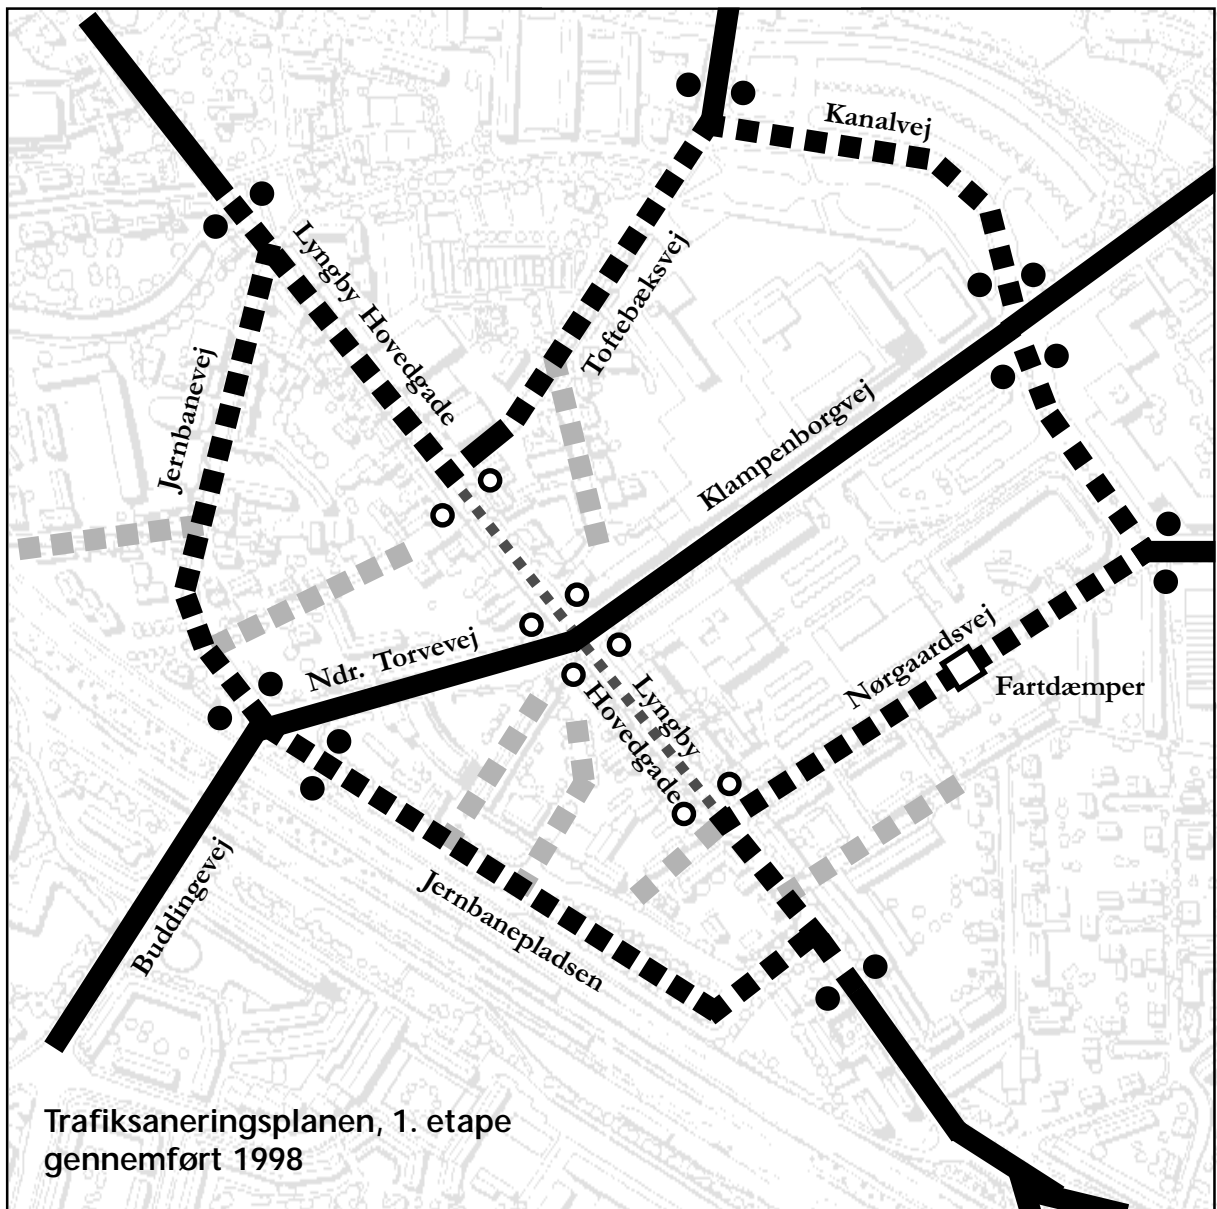 Kanalvej
Lyngby Hovedgade
Toftebæksvej
Jernbanevej
Klampenborgvej
Ndr. Torvevej
Lyngby
Hovedgade
Nørgaardsvej
Fartdæmper
Buddingevej
Jernbanepladsen
Trafiksaneringsplanen, 1. etape
gennemført 1998